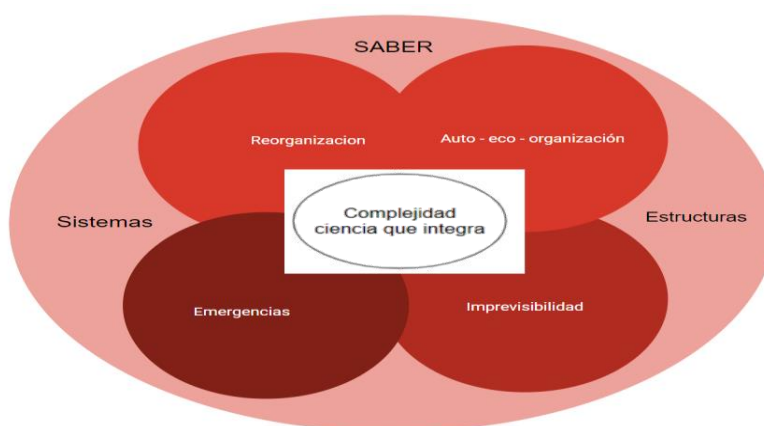 SABER
Reorganizacion
Auto - eco - organización
Sistemas
Complejidad
ciencia que integra
Estructuras
Emergencias
Imprevisibilidad